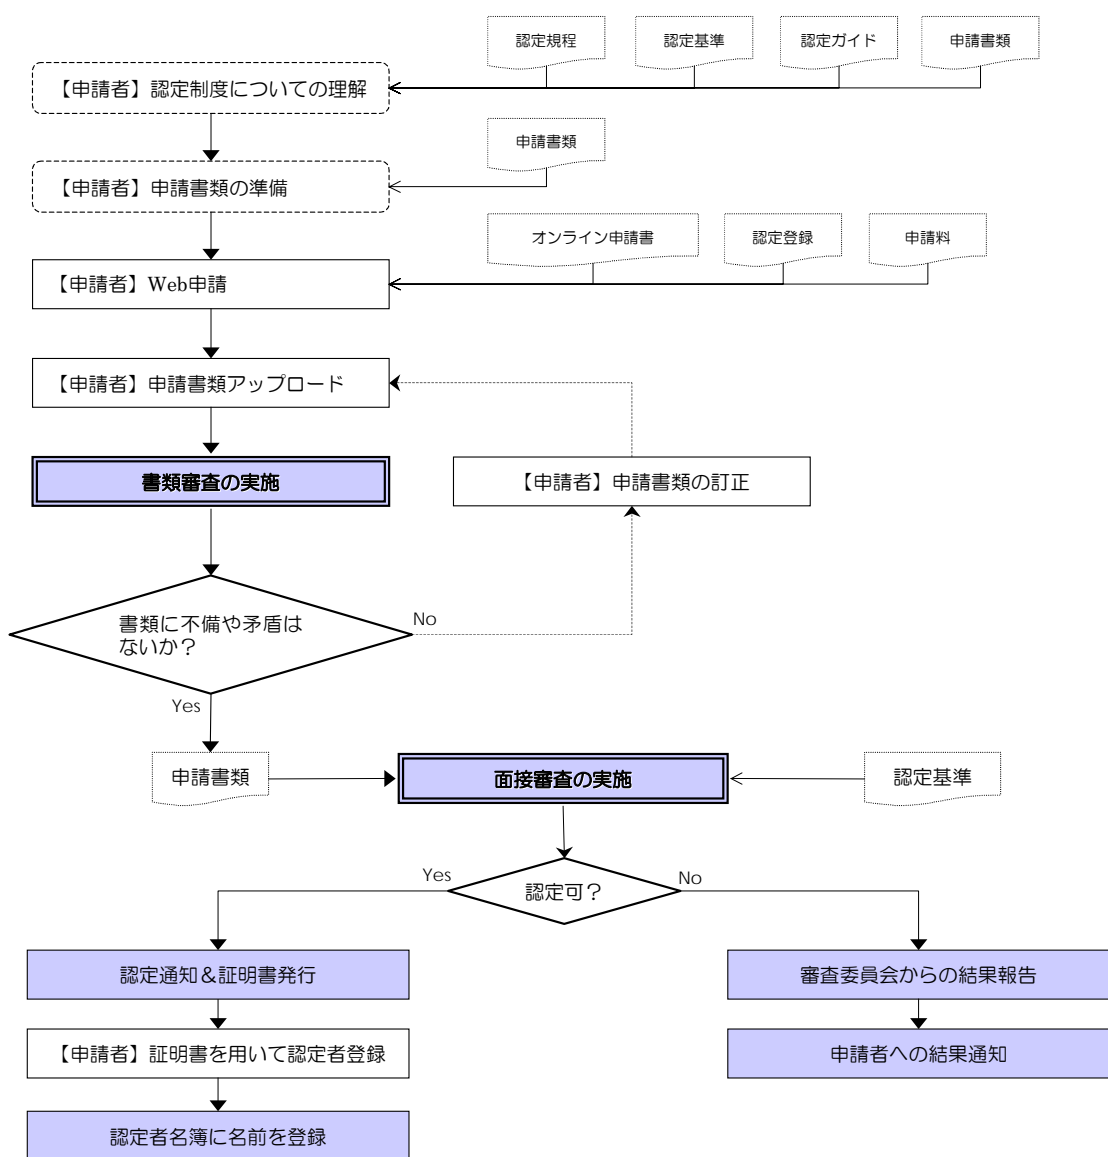 認定規程
認定基準
認定ガイド
申請書類
【申請者】認定制度についての理解
申請書類
【申請者】申請書類の準備
オンライン申請書
認定登録
申請料
【申請者】Web申請
【申請者】申請書類アップロード
書類審査の実施
【申請者】申請書類の訂正
書類に不備や矛盾は
ないか？
No
Yes
申請書類
面接審査の実施
認定基準
Yes
認定可？
No
認定通知＆証明書発行
審査委員会からの結果報告
【申請者】証明書を用いて認定者登録
申請者への結果通知
認定者名簿に名前を登録